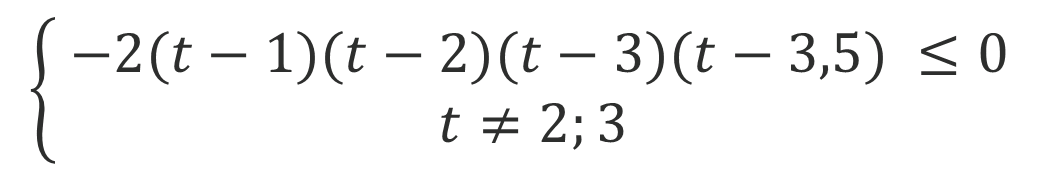 −2(t − 1)(t − 2)(t − 3)(t − 3,5) ≤ 0
t ≠ 2; 3